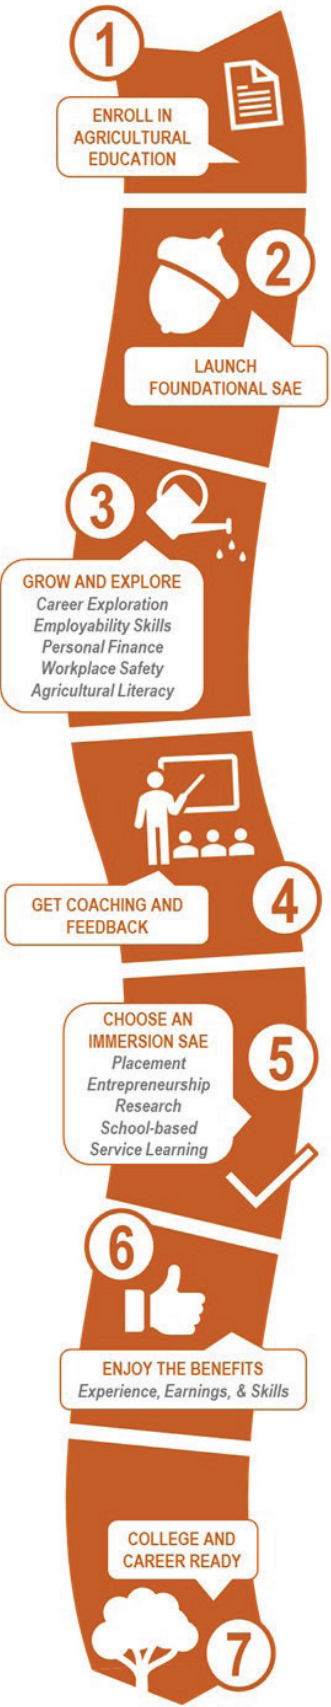 1
ENROLL IN
AGRICULTURAL
EDUCATION
2
LAUNCH
FOUNDATIONAL SAE
3
GROW AND EXPLORE
Career Exploration
Employability Skills
Personal Finance
Workplace Safety
Agricultural Literacy
GET COACHING AND
FEEDBACK
4
CHOOSE AN
IMMERSION SAE
Placement
Entrepreneurship
Research
School-based
Service Learning
5
6
ENJOY THE BENEFITS
Experience, Earnings, & Skills
COLLEGE AND
CAREER READY
7